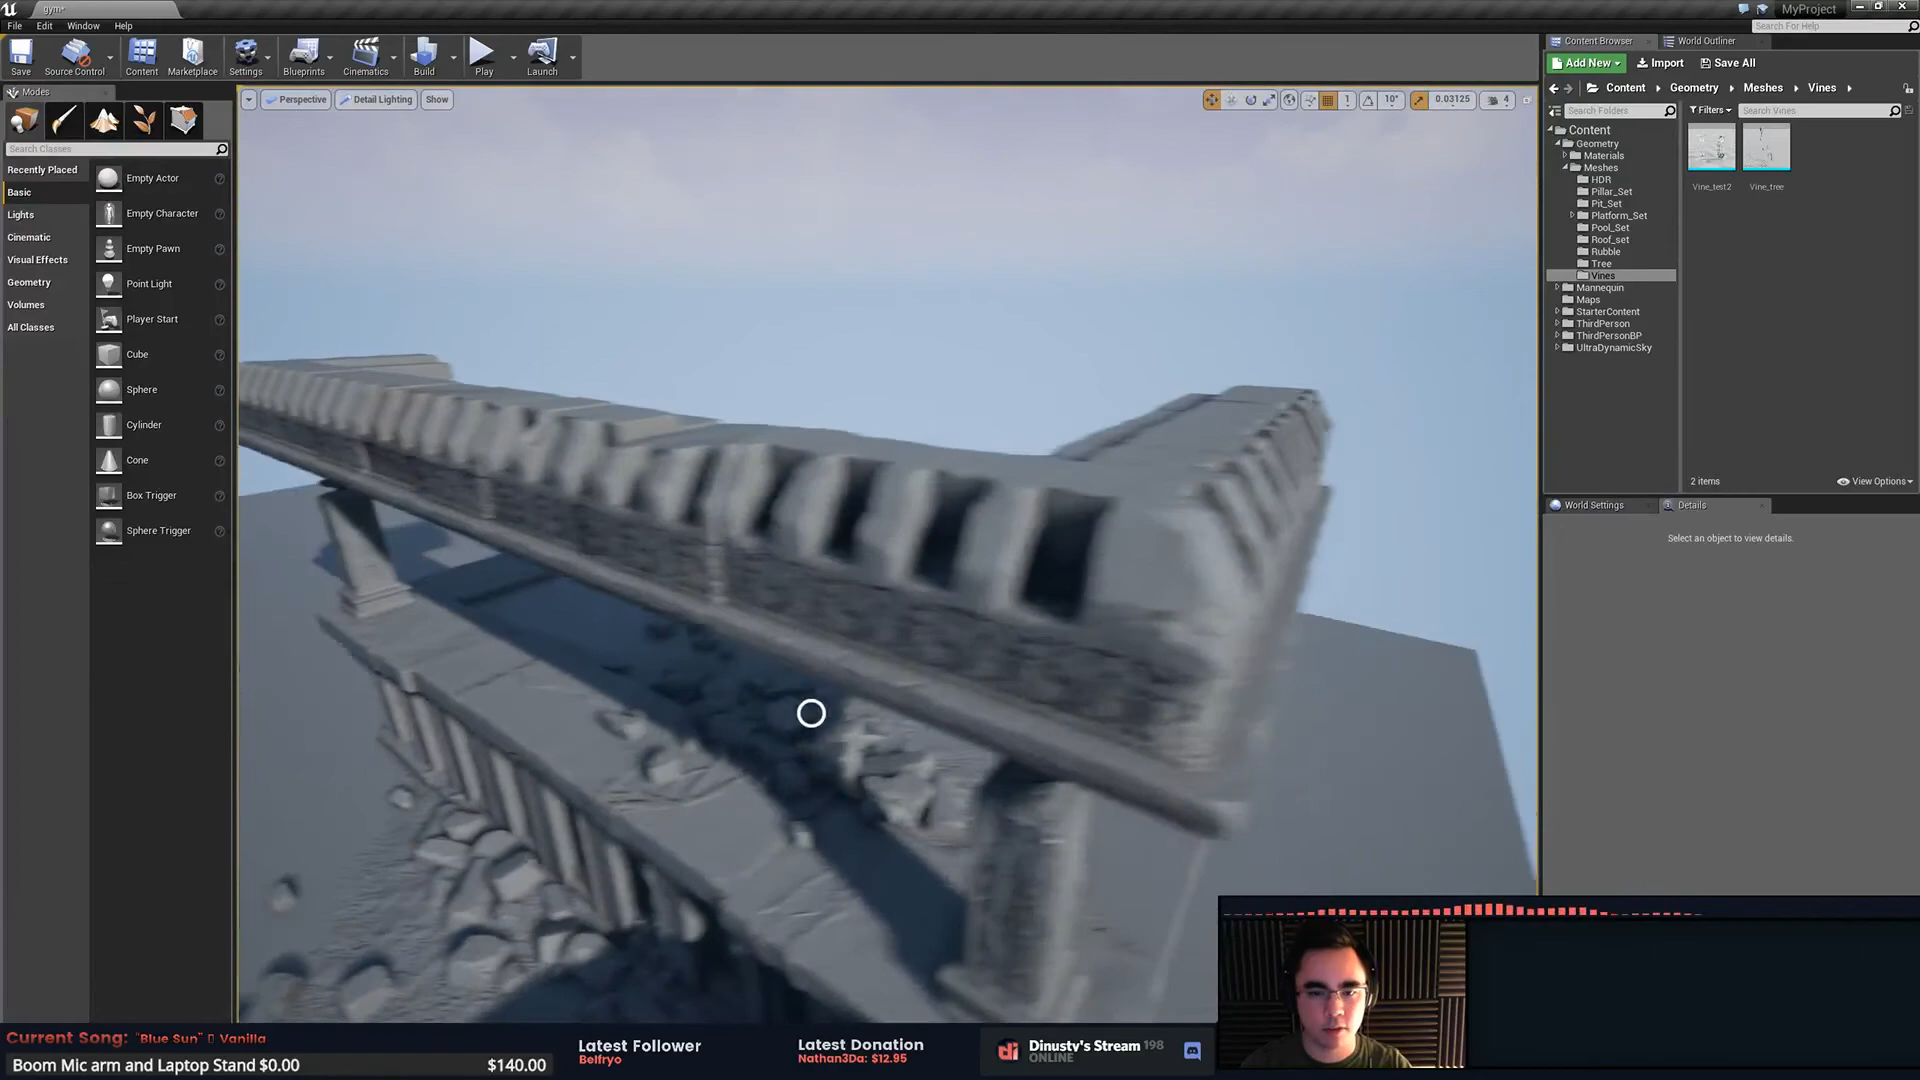 gym*
MyProject
File Edit Window Help
Search For Help
Save
Source Control
Content
Marketplace
Settings
Blueprints
Cinematics
Build
Play
Launch
Content Browser
World Outliner
Add New
Import
Save All
Content
Geometry
Meshes
Vines
Modes
Search Classes
Recently Placed
Basic
Lights
Cinematic
Visual Effects
Geometry
Volumes
All Classes
Empty Actor
Empty Character
Empty Pawn
Point Light
Player Start
Cube
Sphere
Cylinder
Cone
Box Trigger
Sphere Trigger
Perspective
Detail Lighting
Show
1
10°
0.03125
4
Search Folders
Filters
Search Vines
Content
Geometry
Materials
Meshes
HDR
Pillar_Set
Pit_Set
Platform_Set
Pool_Set
Roof_set
Rubble
Tree
Vines
Mannequin
Maps
StarterContent
ThirdPerson
ThirdPersonBP
UltraDynamicSky
Vine_test2
Vine_tree
2 items
View Options
World Settings
Details
Select an object to view details.
Current Song: "Blue Sun" Vanilla
Boom Mic arm and Laptop Stand $0.00
$140.00
Latest Follower
Belfryo
Latest Donation
Nathan3Da: $12.95
Dinusty's Stream 198
ONLINE